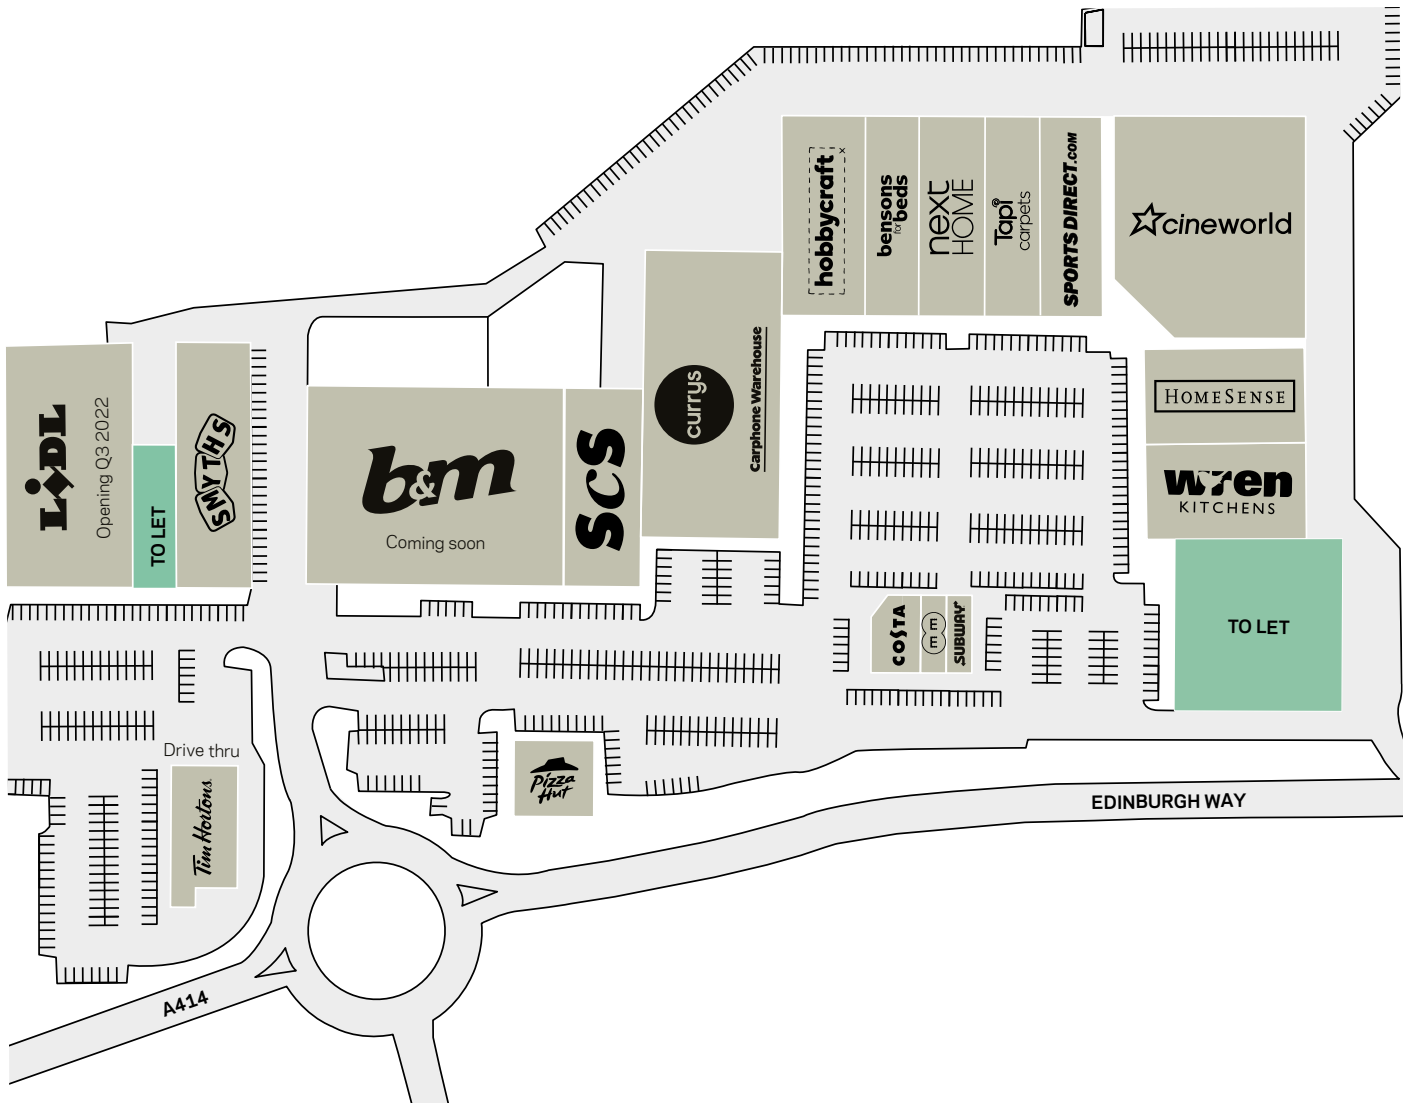 hobbycraft
bensons
for beds
next
HOME
Tapi
carpets
SPORTS DIRECT.COM
cineworld
currys
Carphone Warehouse
HOMESENSE
wren
KITCHENS
LiDL
Opening Q3 2022
TO LET
SMYTHS
b&m
Coming soon
SCS
TO LET
COSTA
EE
SUBWAY
Drive thru
Tim Hortons.
Pizza
Hut
EDINBURGH WAY
A414